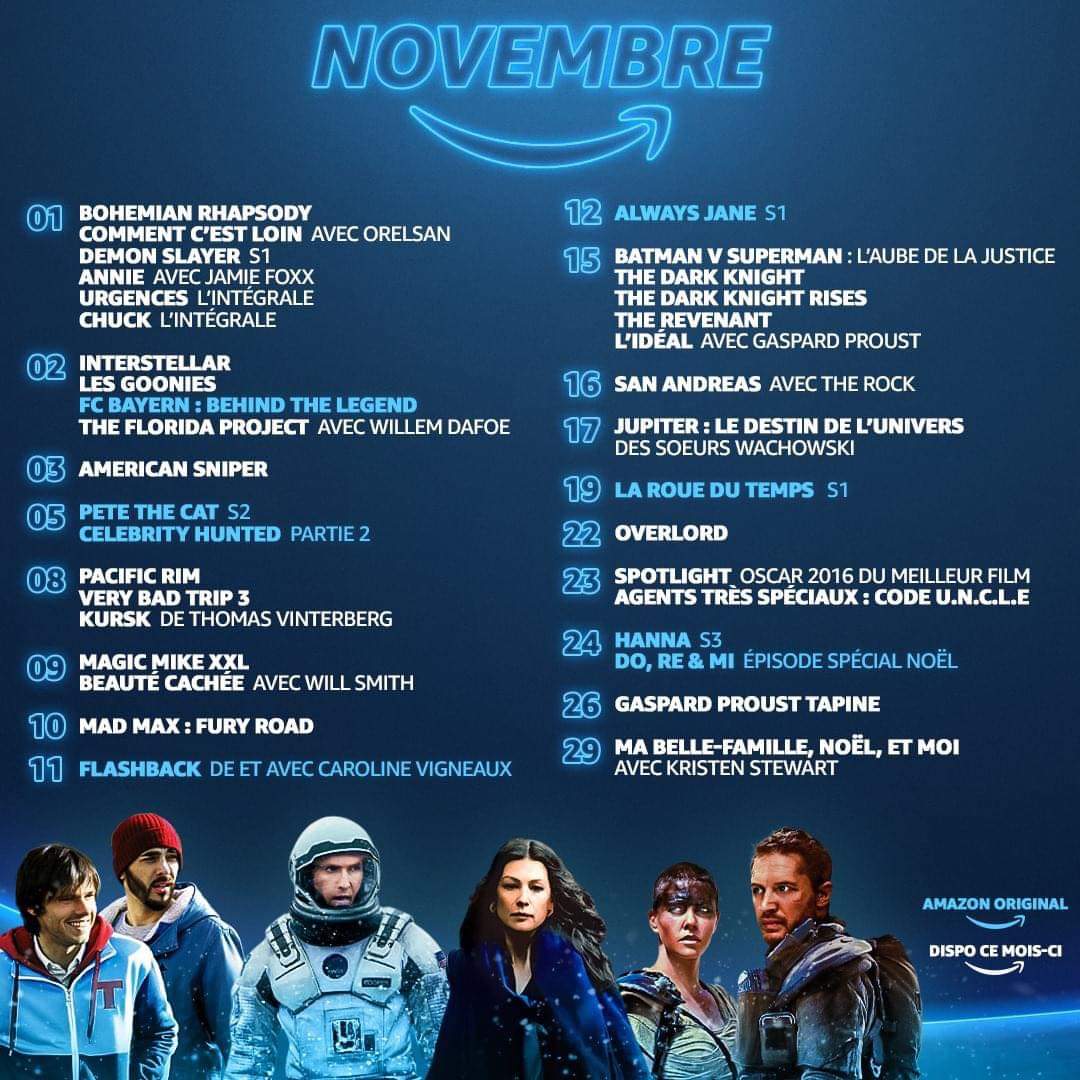 NOVEMBRE
01 BOHEMIAN RHAPSODY
COMMENT C'EST LOIN AVEC ORELSAN
DEMON SLAYER S1
ANNIE AVEC JAMIE FOXX
URGENCES L'INTÉGRALE
CHUCK L'INTÉGRALE
02 INTERSTELLAR
LES GOONIES
FC BAYERN : BEHIND THE LEGEND
THE FLORIDA PROJECT AVEC WILLEM DAFOE
03 AMERICAN SNIPER
05 PETE THE CAT S2
CELEBRITY HUNTED PARTIE 2
08 PACIFIC RIM
VERY BAD TRIP 3
KURSK DE THOMAS VINTERBERG
09 MAGIC MIKE XXL
BEAUTÉ CACHÉE AVEC WILL SMITH
10 MAD MAX : FURY ROAD
11 FLASHBACK DE ET AVEC CAROLINE VIGNEAUX
12 ALWAYS JANE S1
15 BATMAN V SUPERMAN : L'AUBE DE LA JUSTICE
THE DARK KNIGHT
THE DARK KNIGHT RISES
THE REVENANT
L'IDÉAL AVEC GASPARD PROUST
16 SAN ANDREAS AVEC THE ROCK
17 JUPITER : LE DESTIN DE L'UNIVERS
DES SOEURS WACHOWSKI
19 LA ROUE DU TEMPS S1
22 OVERLORD
23 SPOTLIGHT OSCAR 2016 DU MEILLEUR FILM
AGENTS TRÈS SPÉCIAUX : CODE U.N.C.L.E
24 HANNA S3
DO, RE & MI ÉPISODE SPÉCIAL NOËL
26 GASPARD PROUST TAPINE
29 MA BELLE-FAMILLE, NOËL, ET MOI
AVEC KRISTEN STEWART
T
COOPER
AMAZON ORIGINAL
DISPO CE MOIS-CI